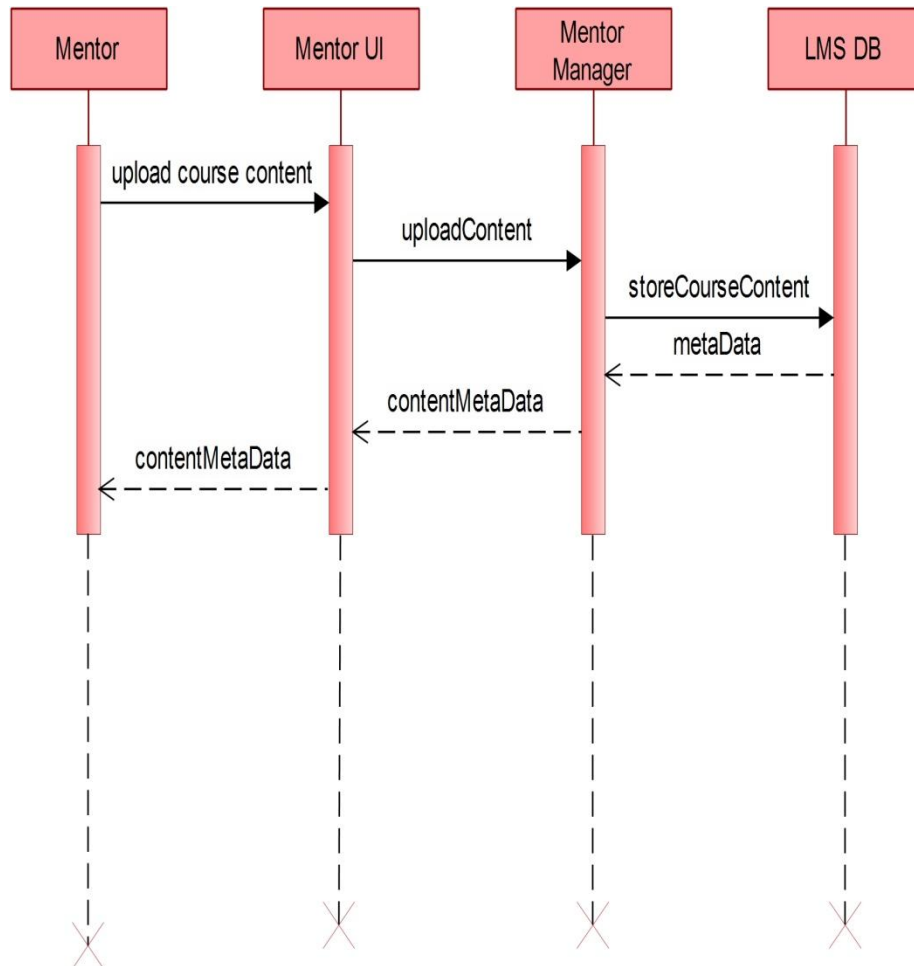 Mentor
Mentor UI
Mentor
Manager
LMS DB
upload course content
uploadContent
storeCourseContent
metaData
contentMetaData
contentMetaData